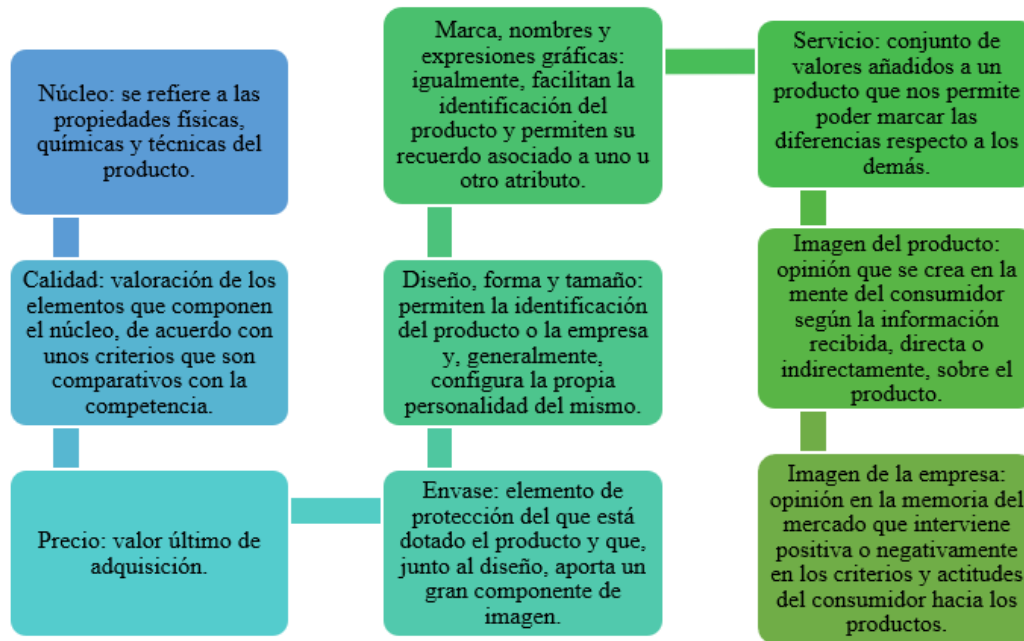 Núcleo: se refiere a las
propiedades físicas,
químicas y técnicas del
producto.
Calidad: valoración de los
elementos que componen
el núcleo, de acuerdo con
unos criterios que son
comparativos con la
competencia.
Precio: valor último de
adquisición.
Envase: elemento de
protección del que está
dotado el producto y que,
junto al diseño, aporta un
gran componente de
imagen.
Diseño, forma y tamaño:
permiten la identificación
del producto o la empresa
y, generalmente,
configura la propia
personalidad del mismo.
Marca, nombres y
expresiones gráficas:
igualmente, facilitan la
identificación del
producto y permiten su
recuerdo asociado a uno u
otro atributo.
Servicio: conjunto de
valores añadidos a un
producto que nos permite
poder marcar las
diferencias respecto a los
demás.
Imagen del producto:
opinión que se crea en la
mente del consumidor
según la información
recibida, directa o
indirectamente, sobre el
producto.
Imagen de la empresa:
opinión en la memoria del
mercado que interviene
positiva o negativamente
en los criterios y actitudes
del consumidor hacia los
productos.